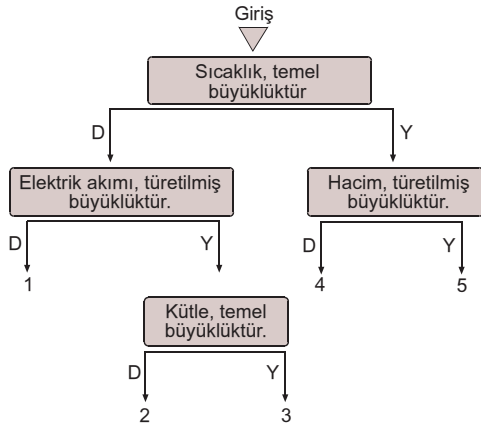 Giriş
Sıcaklık, temel
büyüklüktür
D
Y
Elektrik akımı, türetilmiş
büyüklüktür.
Hacim, türetilmiş
büyüklüktür.
D
Y
D
Y
1
4
5
Kütle, temel
büyüklüktür.
D
Y
2
3